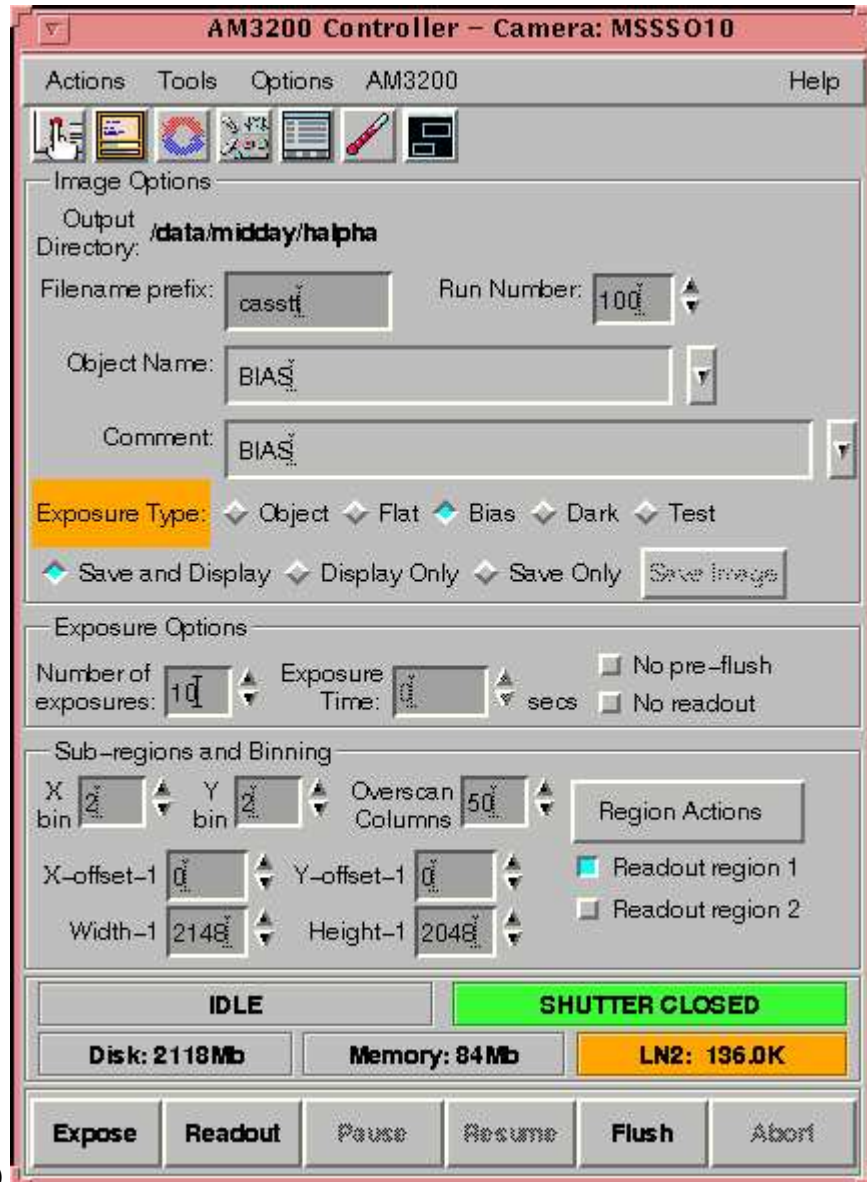 AM3200 Controller – Camera: MSSSO10
Actions Tools Options AM3200 Help
Image Options
Output Directory: /data/midday/halpha
Filename prefix: casstt Run Number: 100
Object Name: BIAS
Comment: BIAS
Exposure Type: Object Flat Bias Dark Test
Save and Display Display Only Save Only Save Image
Exposure Options
Number of exposures: 10 Exposure Time: 0 secs No pre–flush
No readout
Sub–regions and Binning
X bin 2 Y bin 2 Overscan Columns 50 Region Actions
X–offset–1 0 Y–offset–1 0 Readout region 1
Width–1 2148 Height–1 2048 Readout region 2
IDLE SHUTTER CLOSED
Disk: 2118Mb Memory: 84Mb LN2: 136.0K
Expose Readout Pause Resume Flush Abort